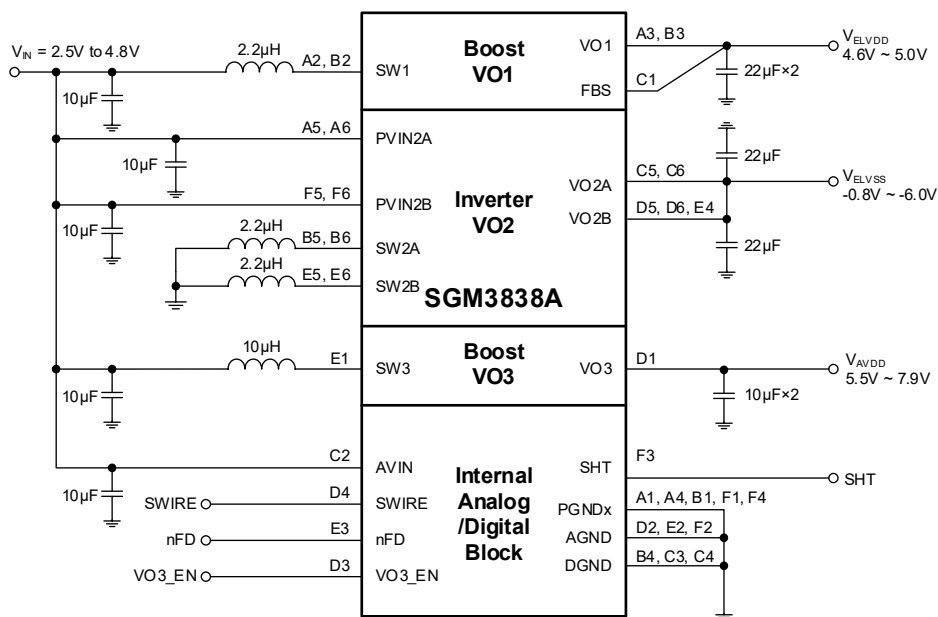 V_IN = 2.5V to 4.8V
10μF
2.2μH
A2, B2
SW1
Boost
VO1
VO1
A3, B3
FBS
C1
V_ELVDD
4.6V ~ 5.0V
22μF×2
A5, A6
PVIN2A
10μF
F5, F6
PVIN2B
10μF
2.2μH
B5, B6
SW2A
2.2μH
E5, E6
SW2B
Inverter
VO2
SGM3838A
VO2A
C5, C6
VO2B
D5, D6, E4
22μF
V_ELVSS
-0.8V ~ -6.0V
22μF
10μH
E1
SW3
10μF
Boost
VO3
VO3
D1
V_AVDD
5.5V ~ 7.9V
10μF×2
C2
AVIN
10μF
SWIRE
D4
SWIRE
nFD
E3
nFD
VO3_EN
D3
VO3_EN
Internal
Analog
/Digital
Block
SHT
F3
SHT
PGNDx
A1, A4, B1, F1, F4
AGND
D2, E2, F2
DGND
B4, C3, C4